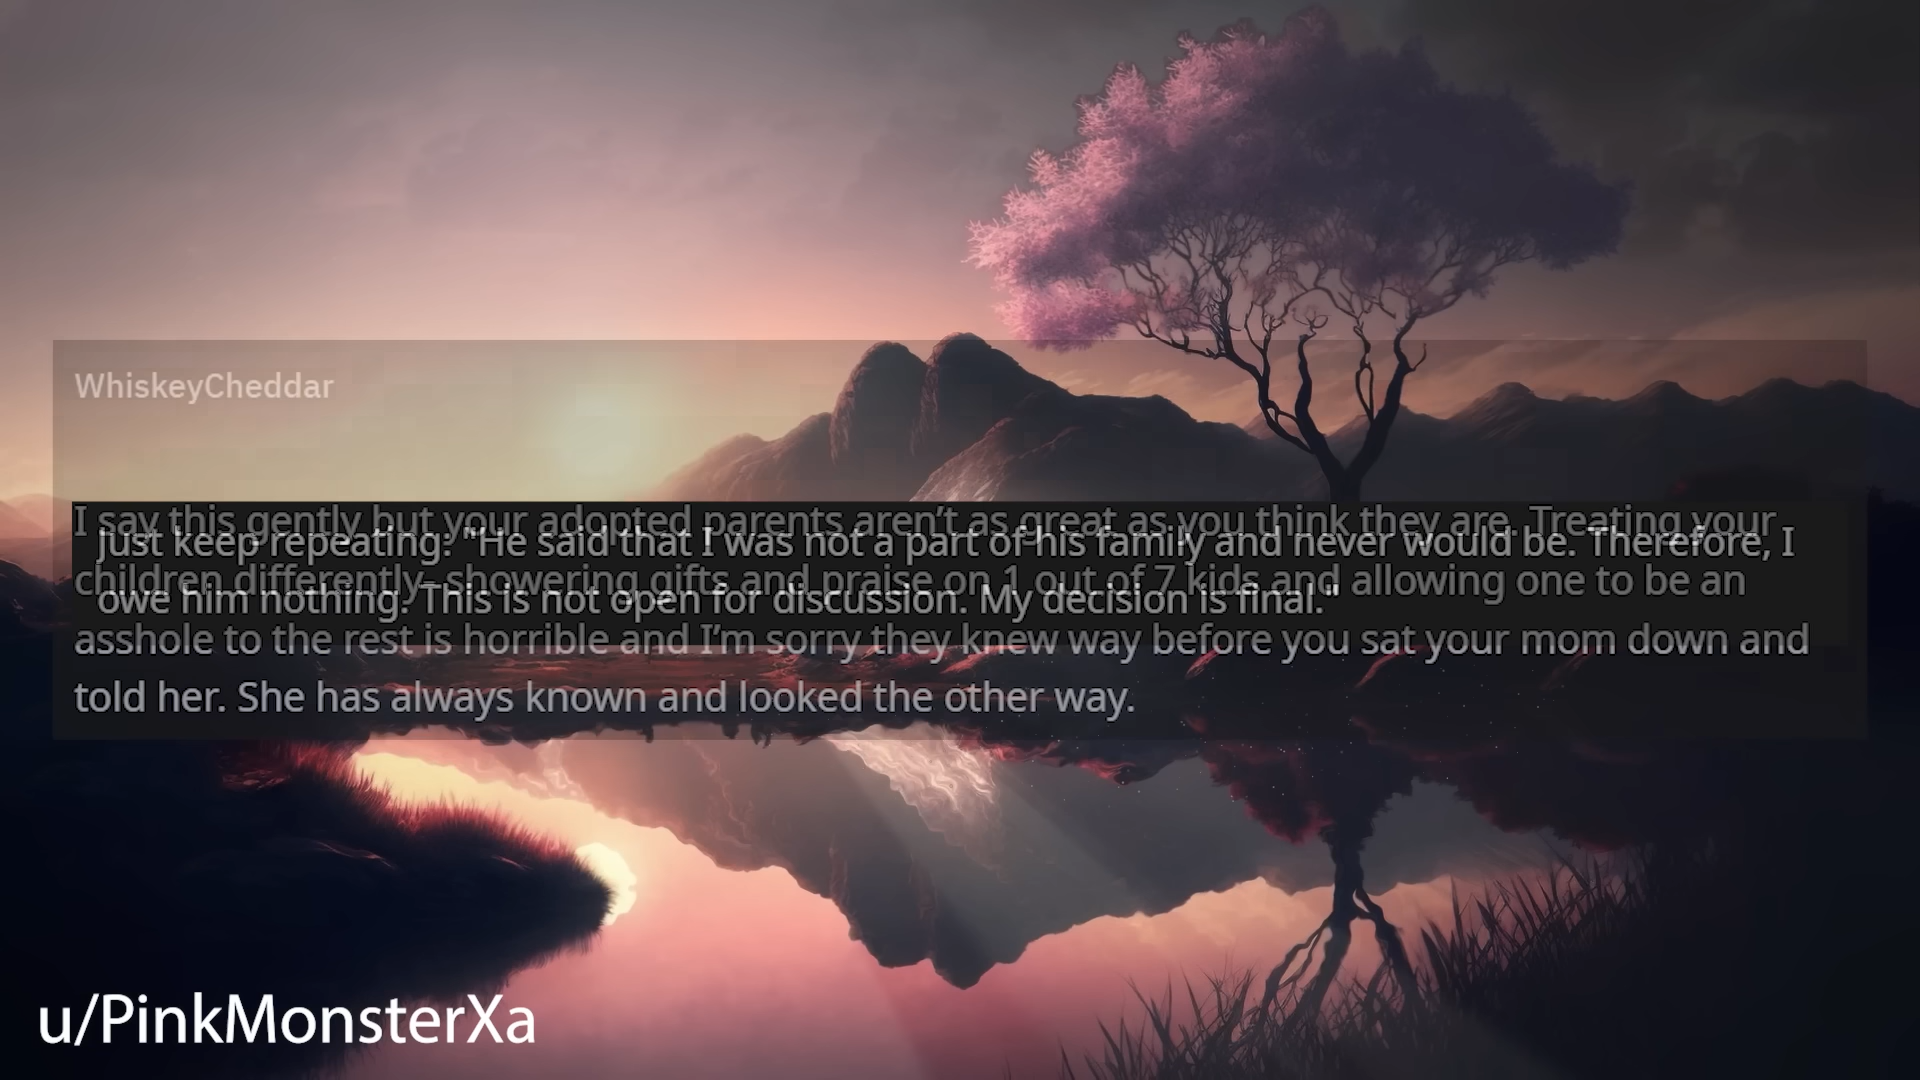 WhiskeyCheddar
I say this gently but your adopted parents aren’t as great as you think they are. Treating your
just keep repeating: "He said that I was not a part of his family and never would be. Therefore, I
children differently–showering gifts and praise on 1 out of 7 kids and allowing one to be an
owe him nothing. This is not open for discussion. My decision is final."
asshole to the rest is horrible and I’m sorry they knew way before you sat your mom down and
told her. She has always known and looked the other way.
u/PinkMonsterXa